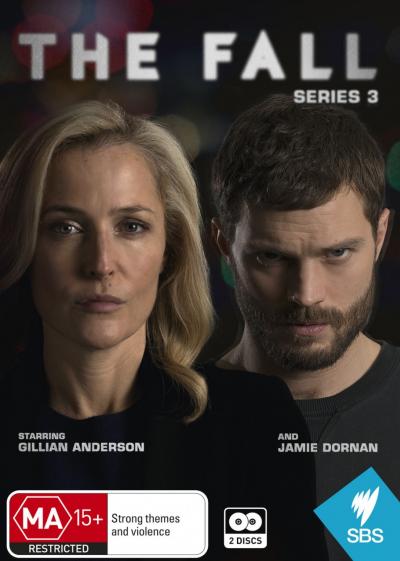 THE FALL
SERIES 3
STARRING
GILLIAN ANDERSON
AND
JAMIE DORNAN
MA 15+
RESTRICTED
Strong themes
and violence
2 DISCS
SBS